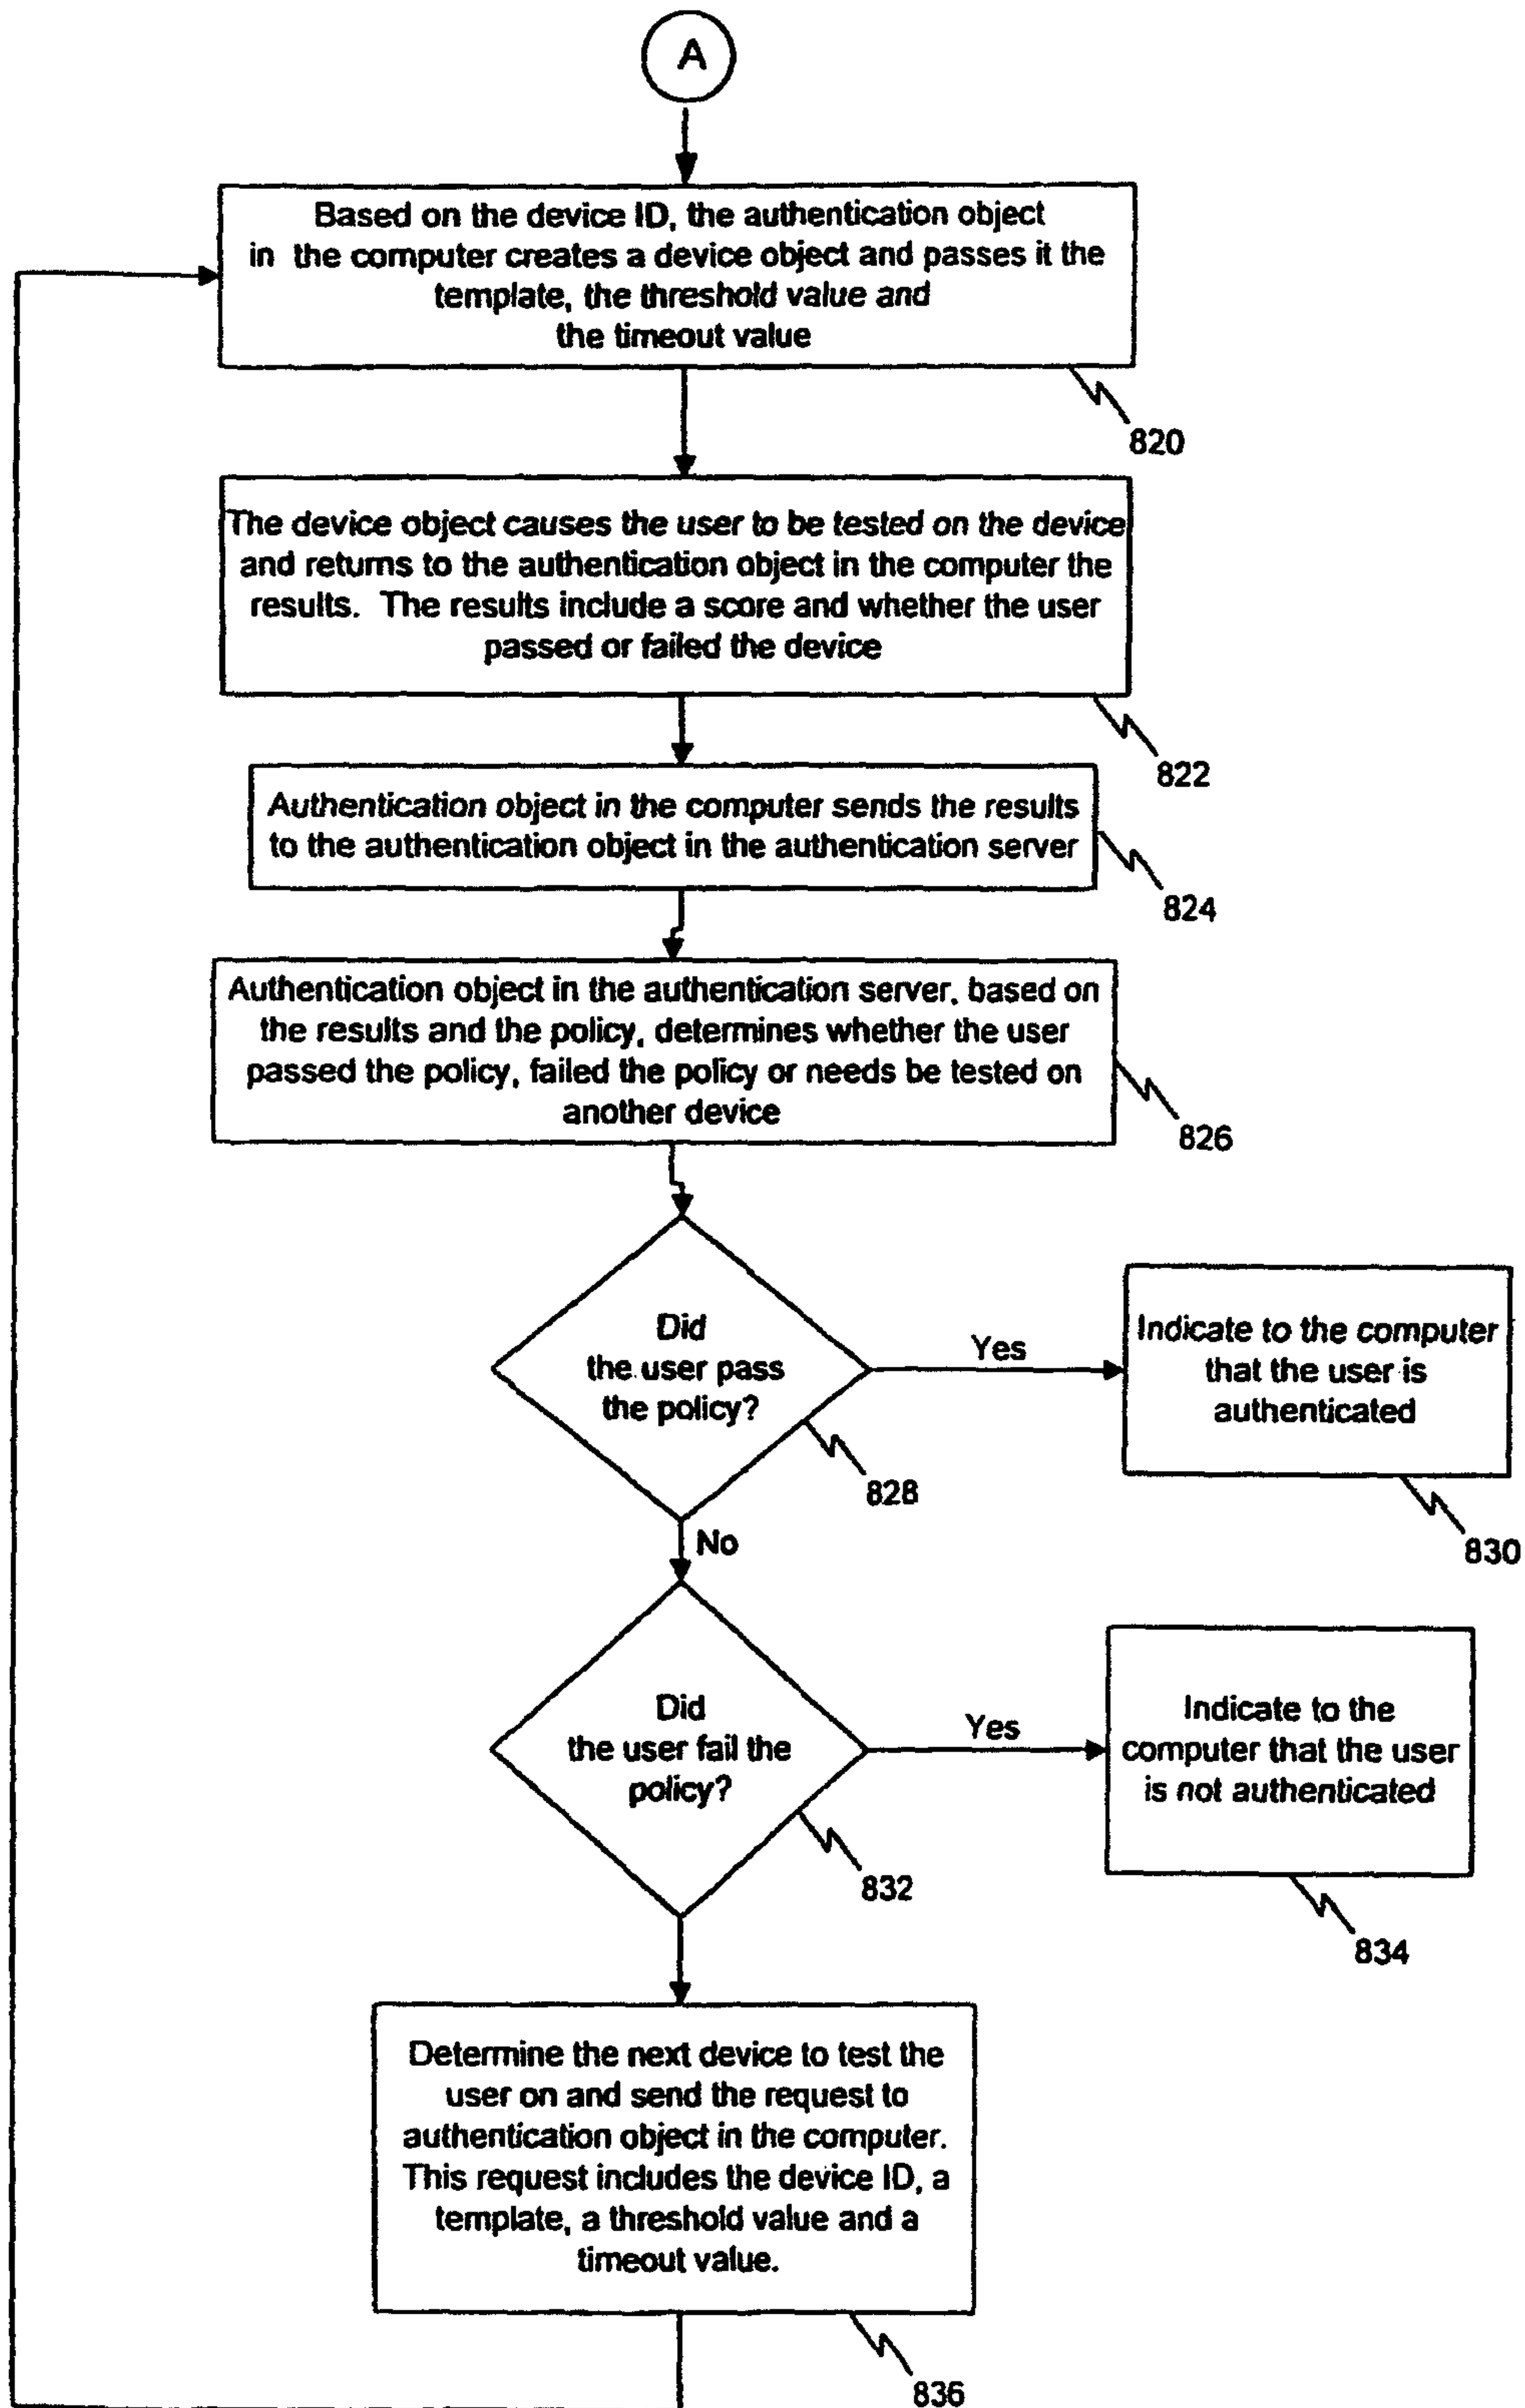 A
Based on the device ID, the authentication object
in the computer creates a device object and passes it the
template, the threshold value and
the timeout value
820
The device object causes the user to be tested on the device
and returns to the authentication object in the computer the
results. The results include a score and whether the user
passed or failed the device
822
Authentication object in the computer sends the results
to the authentication object in the authentication server
824
Authentication object in the authentication server, based on
the results and the policy, determines whether the user
passed the policy, failed the policy or needs be tested on
another device
826
Did
the user pass
the policy?
828
Yes
Indicate to the computer
that the user is
authenticated
830
No
Did
the user fail the
policy?
832
Yes
Indicate to the
computer that the user
is not authenticated
834
Determine the next device to test the
user on and send the request to
authentication object in the computer.
This request includes the device ID, a
template, a threshold value and a
timeout value.
836